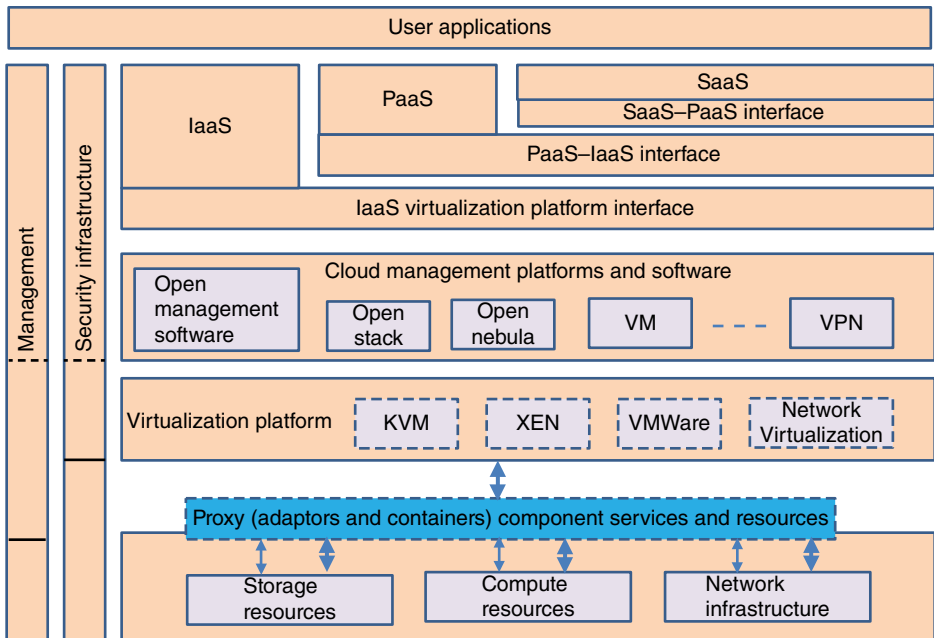 User applications
Management
Security infrastructure
IaaS
PaaS
SaaS
SaaS–PaaS interface
PaaS–IaaS interface
IaaS virtualization platform interface
Cloud management platforms and software
Open
management
software
Open
stack
Open
nebula
VM
VPN
Virtualization platform
KVM
XEN
VMWare
Network
Virtualization
Proxy (adaptors and containers) component services and resources
Storage
resources
Compute
resources
Network
infrastructure